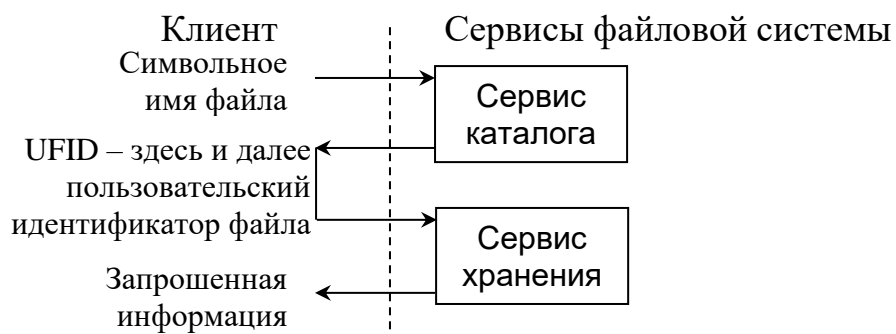 Клиент
Сервисы файловой системы
Символьное
имя файла
Сервис
каталога
UFID – здесь и далее
пользовательский
идентификатор файла
Сервис
хранения
Запрошенная
информация